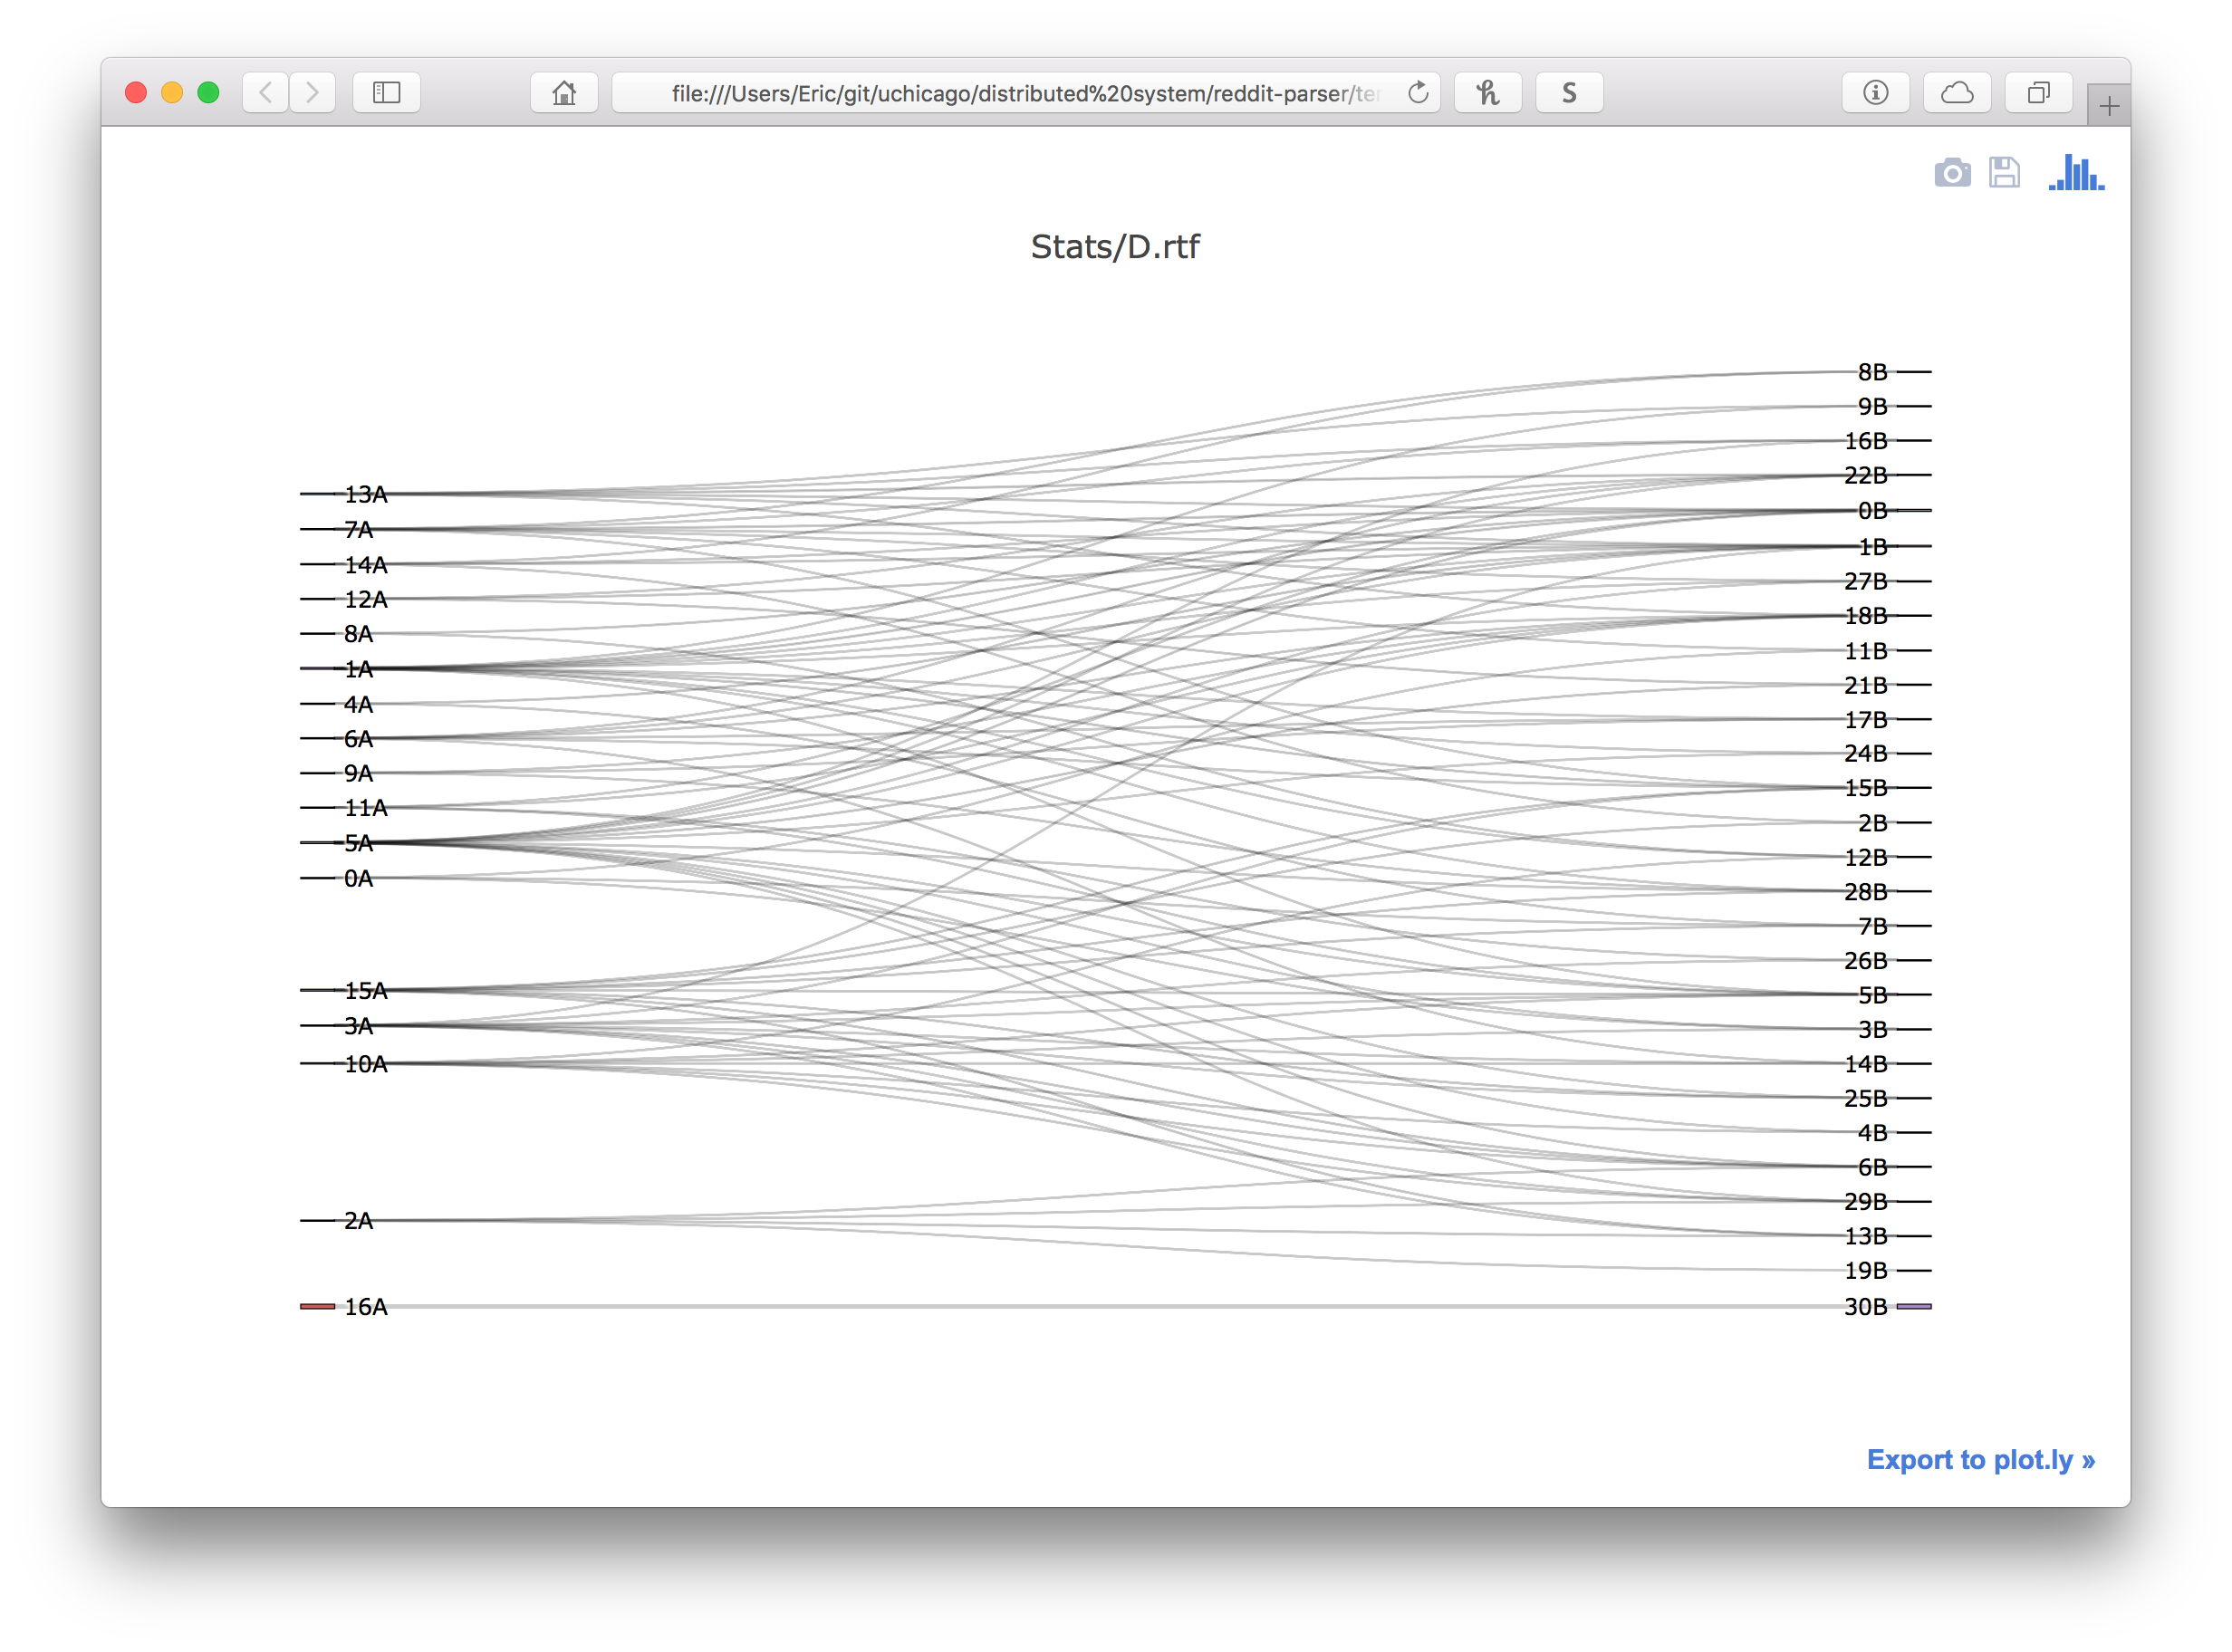 file:///Users/Eric/git/uchicago/distributed%20system/reddit-parser/ter
S
Stats/D.rtf
8B
9B
16B
22B
0B
1B
27B
18B
11B
21B
17B
24B
15B
2B
12B
28B
7B
26B
5B
3B
14B
25B
4B
6B
29B
13B
19B
30B
13A
7A
14A
12A
8A
1A
4A
6A
9A
11A
5A
0A
15A
3A
10A
2A
16A
Export to plot.ly »